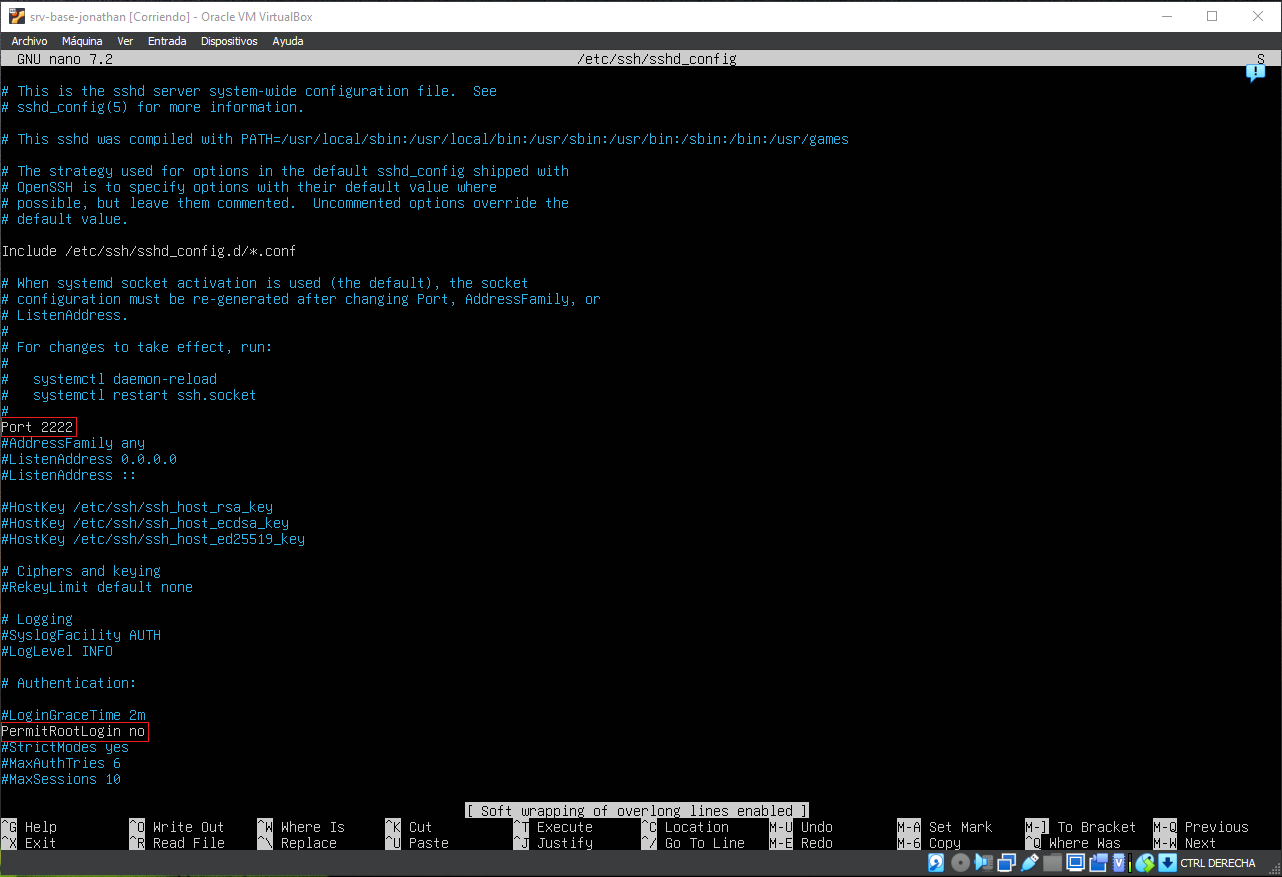 srv-base-jonathan [Corriendo] - Oracle VM VirtualBox
Archivo Máquina Ver Entrada Dispositivos Ayuda
GNU nano 7.2 /etc/ssh/sshd_config S
# This is the sshd server system-wide configuration file.  See
# sshd_config(5) for more information.
# This sshd was compiled with PATH=/usr/local/sbin:/usr/local/bin:/usr/sbin:/usr/bin:/sbin:/bin:/usr/games
# The strategy used for options in the default sshd_config shipped with
# OpenSSH is to specify options with their default value where
# possible, but leave them commented.  Uncommented options override the
# default value.
Include /etc/ssh/sshd_config.d/*.conf
# When systemd socket activation is used (the default), the socket
# configuration must be re-generated after changing Port, AddressFamily, or
# ListenAddress.
#
# For changes to take effect, run:
#
#   systemctl daemon-reload
#   systemctl restart ssh.socket
#
Port 2222
#AddressFamily any
#ListenAddress 0.0.0.0
#ListenAddress ::
#HostKey /etc/ssh/ssh_host_rsa_key
#HostKey /etc/ssh/ssh_host_ecdsa_key
#HostKey /etc/ssh/ssh_host_ed25519_key
# Ciphers and keying
#RekeyLimit default none
# Logging
#SyslogFacility AUTH
#LogLevel INFO
# Authentication:
#LoginGraceTime 2m
PermitRootLogin no
#StrictModes yes
#MaxAuthTries 6
#MaxSessions 10
[ Soft wrapping of overlong lines enabled ]
^G Help ^O Write Out ^W Where Is ^K Cut ^T Execute ^C Location M-U Undo M-A Set Mark M-] To Bracket M-Q Previous
^X Exit ^R Read File ^\ Replace ^U Paste ^J Justify ^/ Go To Line M-E Redo M-6 Copy ^Q Where Was M-W Next
CTRL DERECHA